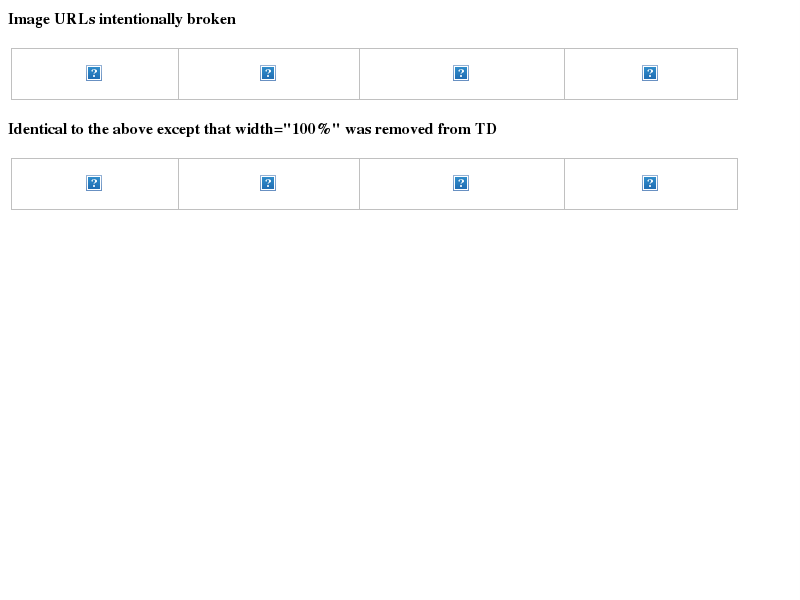 Image URLs intentionally broken
? ? ? ?
Identical to the above except that width="100%" was removed from TD
? ? ? ?